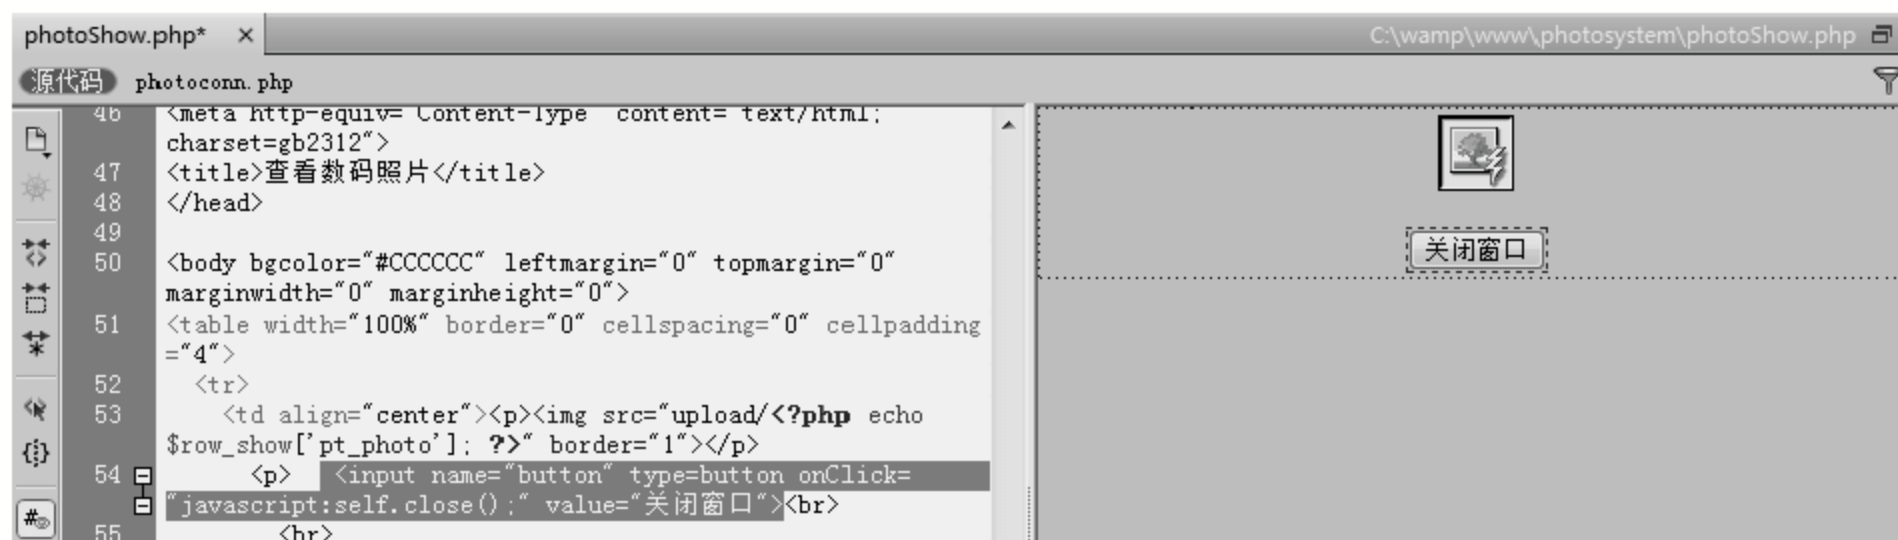 photoShow.php* ×
C:\wamp\www\photosystem\photoShow.php
源代码 photoconn.php
46 <meta http-equiv="Content-Type" content="text/html;
charset=gb2312">
47 <title>查看数码照片</title>
48 </head>
49
50 <body bgcolor="#CCCCCC" leftmargin="0" topmargin="0"
marginwidth="0" marginheight="0">
51 <table width="100%" border="0" cellspacing="0" cellpadding
="4">
52 <tr>
53 <td align="center"><p><img src="upload/<?php echo
$row_show['pt_photo']; ?>" border="1"></p>
54 <p> <input name="button" type=button onClick=
"javascript:self.close();" value="关闭窗口"><br>
55 <br>
关闭窗口